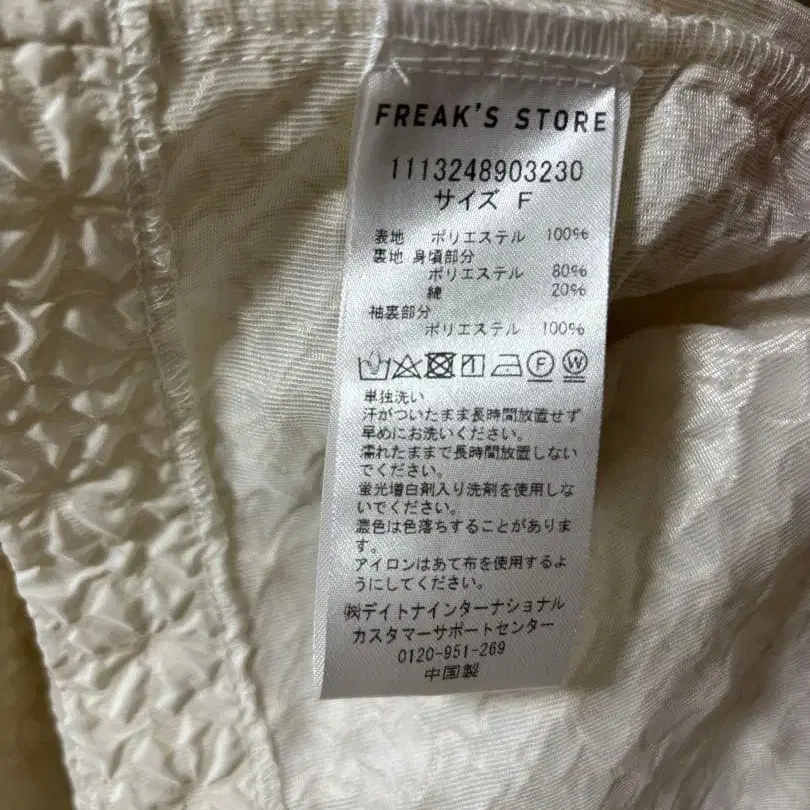 FREAK'S STORE
1113248903230
サイズ F
表地 ポリエステル 100%
裏地 身頃部分
ポリエステル 80%
綿 20%
袖裏部分
ポリエステル 100%
F W
単独洗い
汗がついたまま長時間放置せず
早めにお洗いください。
濡れたままで長時間放置しない
でください。
蛍光増白剤入り洗剤を使用しな
いでください。
濃色は色落ちすることがありま
す。
アイロンはあて布を使用するよ
うにしてください。
㈱デイトナインターナショナル
カスタマーサポートセンター
0120-951-269
中国製